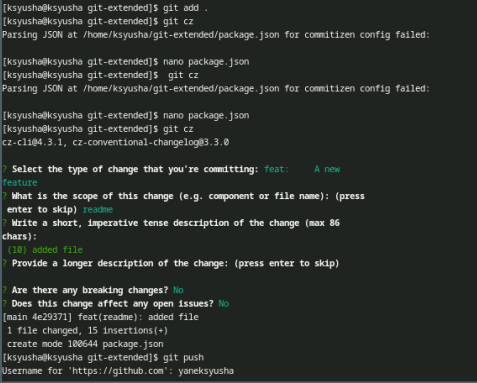 [ksyusha@ksyusha git-extended]$ git add .
[ksyusha@ksyusha git-extended]$ git cz
Parsing JSON at /home/ksyusha/git-extended/package.json for commitizen config failed:
[ksyusha@ksyusha git-extended]$ nano package.json
[ksyusha@ksyusha git-extended]$  git cz
Parsing JSON at /home/ksyusha/git-extended/package.json for commitizen config failed:
[ksyusha@ksyusha git-extended]$ nano package.json
[ksyusha@ksyusha git-extended]$ git cz
cz-cli@4.3.1, cz-conventional-changelog@3.3.0
? Select the type of change that you're committing: feat:     A new
feature
? What is the scope of this change (e.g. component or file name): (press
 enter to skip) readme
? Write a short, imperative tense description of the change (max 86
chars):
 (10) added file
? Provide a longer description of the change: (press enter to skip)
? Are there any breaking changes? No
? Does this change affect any open issues? No
[main 4e29371] feat(readme): added file
 1 file changed, 15 insertions(+)
 create mode 100644 package.json
[ksyusha@ksyusha git-extended]$ git push
Username for 'https://github.com': yaneksyusha